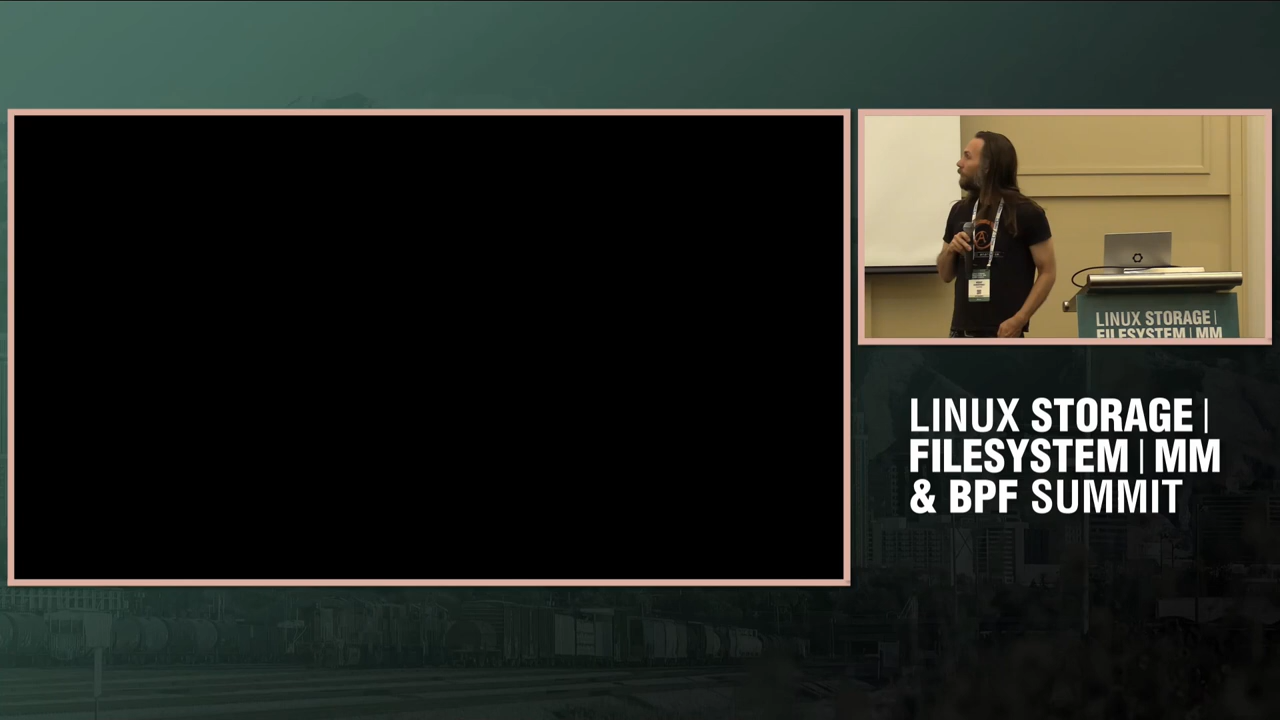 LINUX STORAGE |
FILESYSTEM | MM
LINUX STORAGE |
FILESYSTEM | MM
& BPF SUMMIT